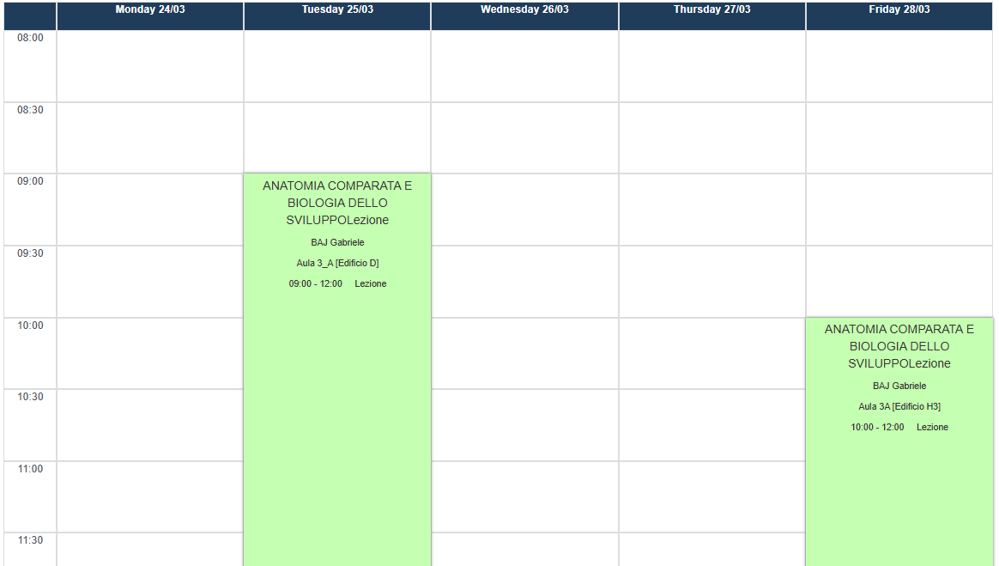 Monday 24/03
Tuesday 25/03
Wednesday 26/03
Thursday 27/03
Friday 28/03
08:00
08:30
09:00
ANATOMIA COMPARATA E
BIOLOGIA DELLO
SVILUPPOLezione
BAJ Gabriele
Aula 3_A [Edificio D]
09:00 - 12:00 Lezione
09:30
10:00
ANATOMIA COMPARATA E
BIOLOGIA DELLO
SVILUPPOLezione
BAJ Gabriele
Aula 3A [Edificio H3]
10:00 - 12:00 Lezione
10:30
11:00
11:30